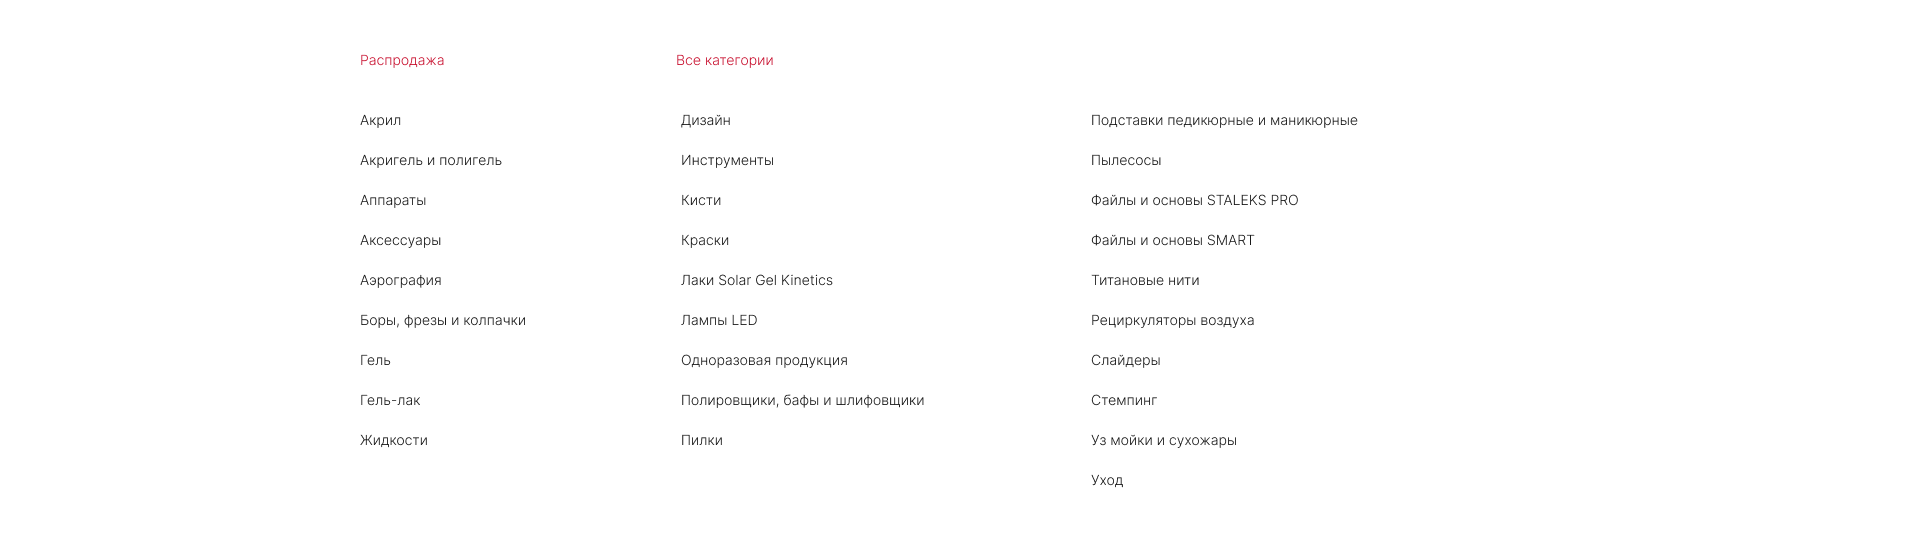 Распродажа
Все категории
Акрил
Акригель и полигель
Аппараты
Аксессуары
Аэрография
Боры, фрезы и колпачки
Гель
Гель-лак
Жидкости
Дизайн
Инструменты
Кисти
Краски
Лаки Solar Gel Kinetics
Лампы LED
Одноразовая продукция
Полировщики, бафы и шлифовщики
Пилки
Подставки педикюрные и маникюрные
Пылесосы
Файлы и основы STALEKS PRO
Файлы и основы SMART
Титановые нити
Рециркуляторы воздуха
Слайдеры
Стемпинг
Уз мойки и сухожары
Уход